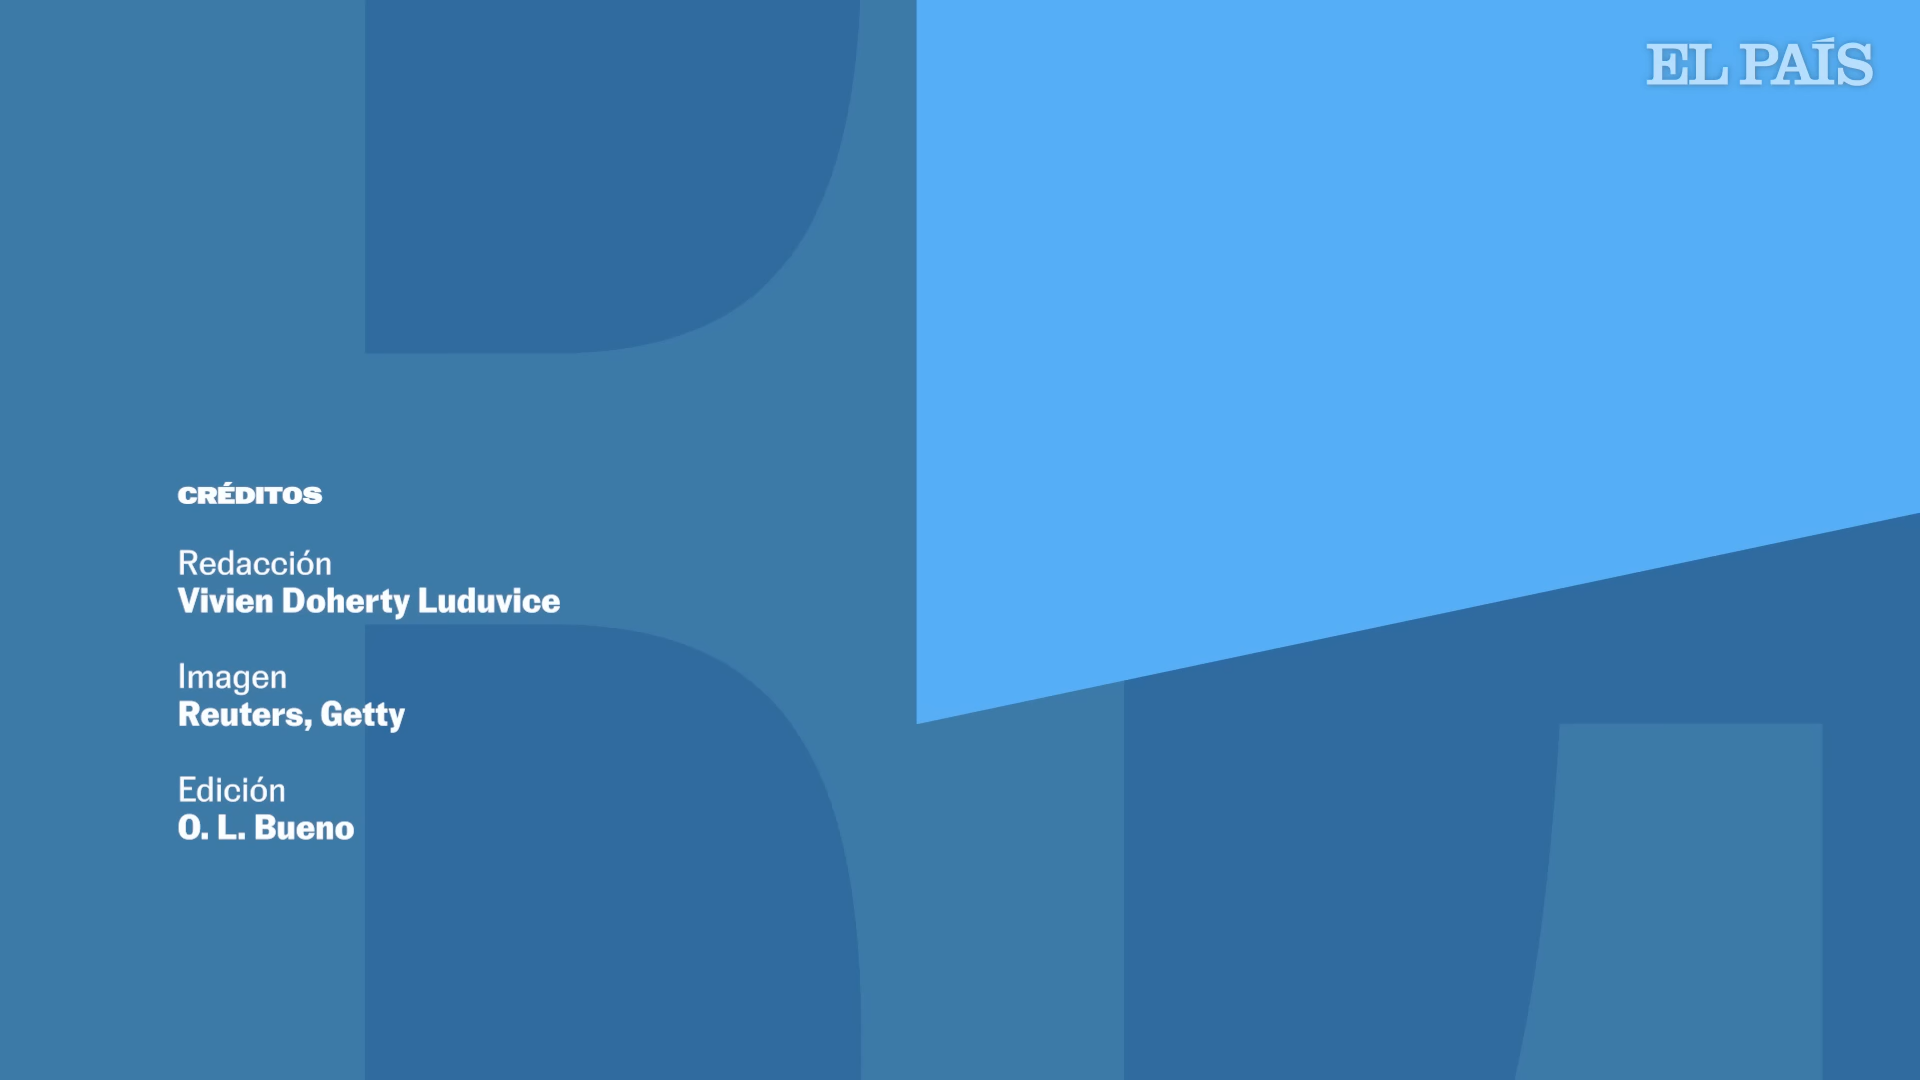 EL PAÍS
CRÉDITOS
Redacción
Vivien Doherty Luduvice
Imagen
Reuters, Getty
Edición
O. L. Bueno